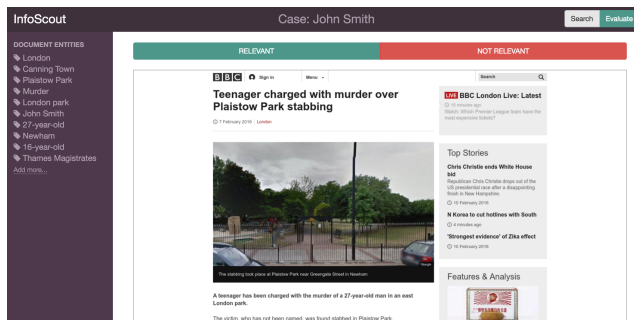 InfoScout
Case: John Smith
Search
Evaluate
DOCUMENT ENTITIES
London
Canning Town
Plaistow Park
Murder
London park
John Smith
27-year-old
Newham
16-year-old
Thames Magistrates
Add more...
RELEVANT
NOT RELEVANT
BBC
Sign in
Menu
Search
Teenager charged with murder over
Plaistow Park stabbing
7 February 2016
London
The stabbing took place at Plaistow Park near Greengate Street in Newham
Google
A teenager has been charged with the murder of a 27-year-old man in an east
London park.
The victim, who has not been named, was found stabbed in Plaistow Park,
LIVE BBC London Live: Latest
10 minutes ago
Watch: Which Premier League team have the
most expensive tickets?
Top Stories
Chris Christie ends White House
bid
Republican Chris Christie drops out of the
US presidential race after a disappointing
finish in New Hampshire.
10 February 2016
N Korea to cut hotlines with South
4 minutes ago
'Strongest evidence' of Zika effect
10 February 2016
Features & Analysis